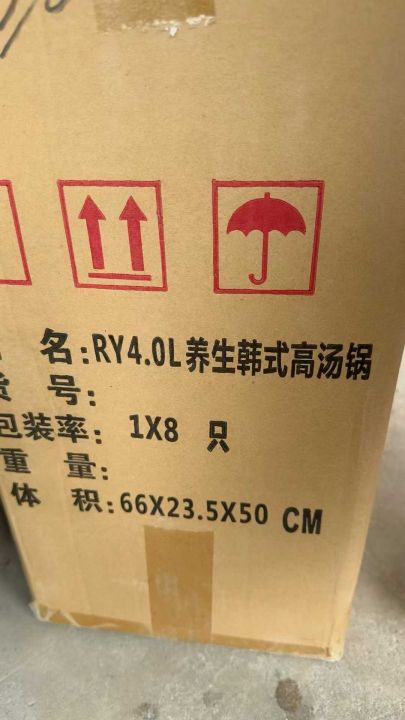 名:RY4.0L养生韩式高汤锅
货 号:
包装率: 1X8 只
重 量:
体 积:66X23.5X50 CM